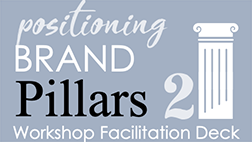 positioning
BRAND
Pillars 2
Workshop Facilitation Deck